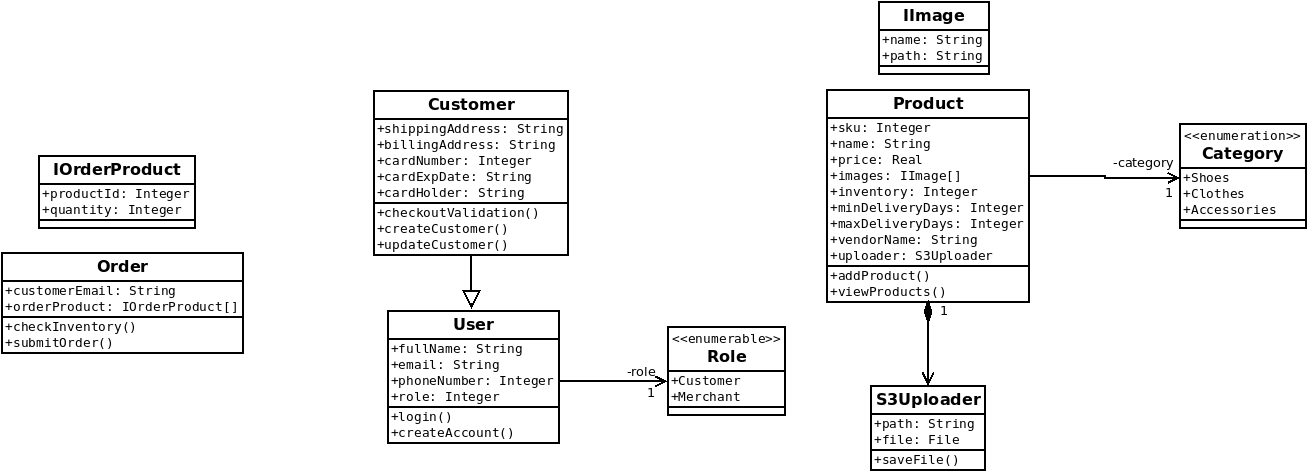 IImage
+name: String
+path: String
Customer
+shippingAddress: String
+billingAddress: String
+cardNumber: Integer
+cardExpDate: String
+cardHolder: String
+checkoutValidation()
+createCustomer()
+updateCustomer()
Product
+sku: Integer
+name: String
+price: Real
+images: IImage[]
+inventory: Integer
+minDeliveryDays: Integer
+maxDeliveryDays: Integer
+vendorName: String
+uploader: S3Uploader
+addProduct()
+viewProducts()
-category
1
<<enumeration>>
Category
+Shoes
+Clothes
+Accessories
IOrderProduct
+productId: Integer
+quantity: Integer
Order
+customerEmail: String
+orderProduct: IOrderProduct[]
+checkInventory()
+submitOrder()
User
+fullName: String
+email: String
+phoneNumber: Integer
+role: Integer
+login()
+createAccount()
-role
1
<<enumerable>>
Role
+Customer
+Merchant
1
S3Uploader
+path: String
+file: File
+saveFile()